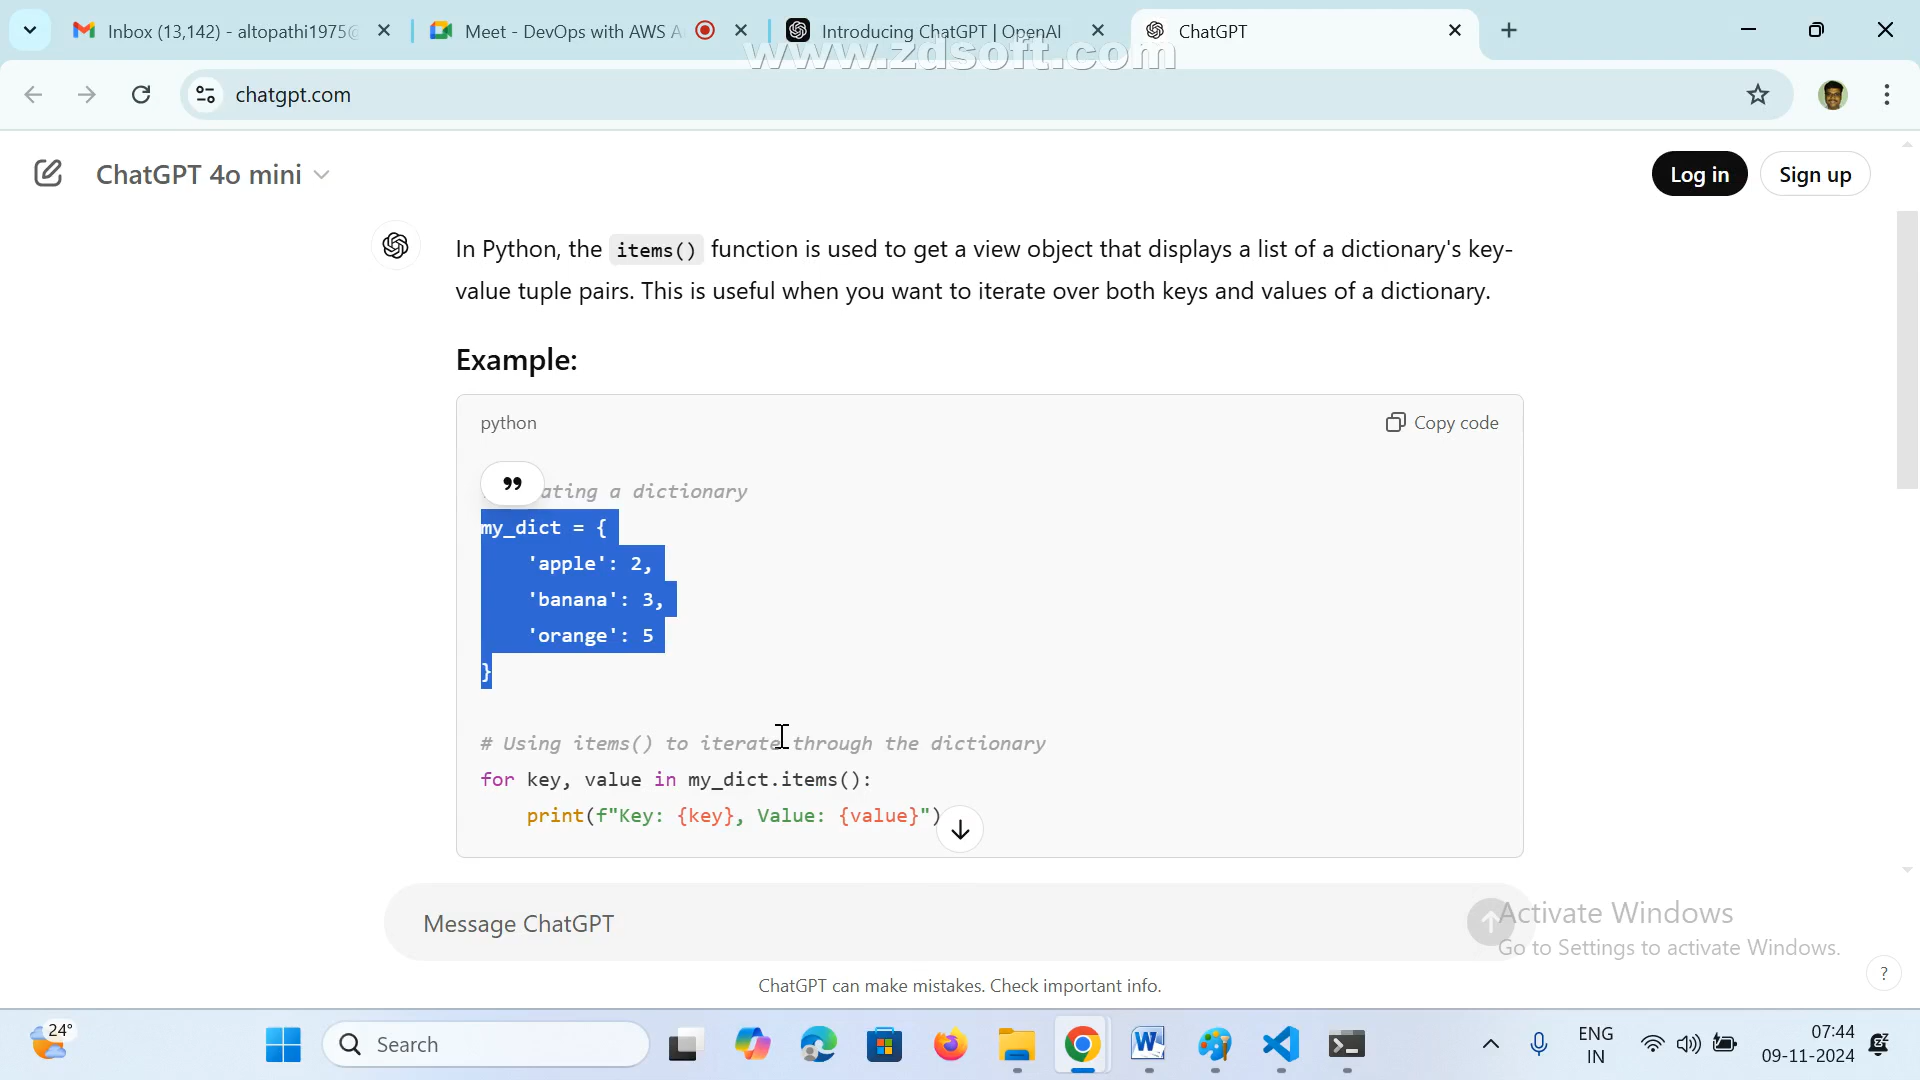 Inbox (13,142) - altopathi1975@
Meet - DevOps with AWS A
Introducing ChatGPT | OpenAI
ChatGPT
www.zdsoft.com
chatgpt.com
ChatGPT 4o mini
Log in
Sign up
In Python, the items() function is used to get a view object that displays a list of a dictionary's key-
value tuple pairs. This is useful when you want to iterate over both keys and values of a dictionary.
Example:
python
Copy code
ating a dictionary
my_dict = {
'apple': 2,
'banana': 3,
'orange': 5
}
# Using items() to iterate through the dictionary
for key, value in my_dict.items():
print(f"Key: {key}, Value: {value}")
Message ChatGPT
Activate Windows
Go to Settings to activate Windows.
ChatGPT can make mistakes. Check important info.
?
24°
Search
ENG
IN
07:44
09-11-2024